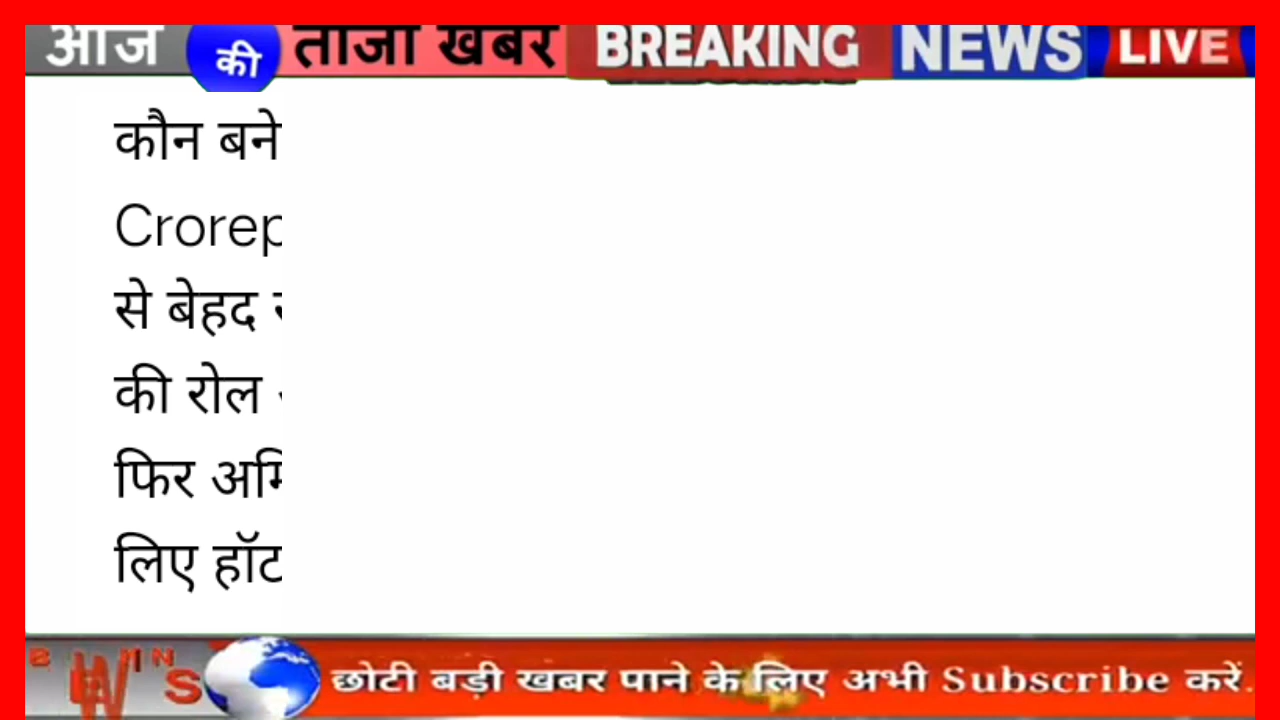 आज की ताजा खबर BREAKING NEWS LIVE
कौन बने
Crorep
से बेहद
की रोल
फिर अमि
लिए हॉट
छोटी बड़ी खबर पाने के लिए अभी Subscribe करें.